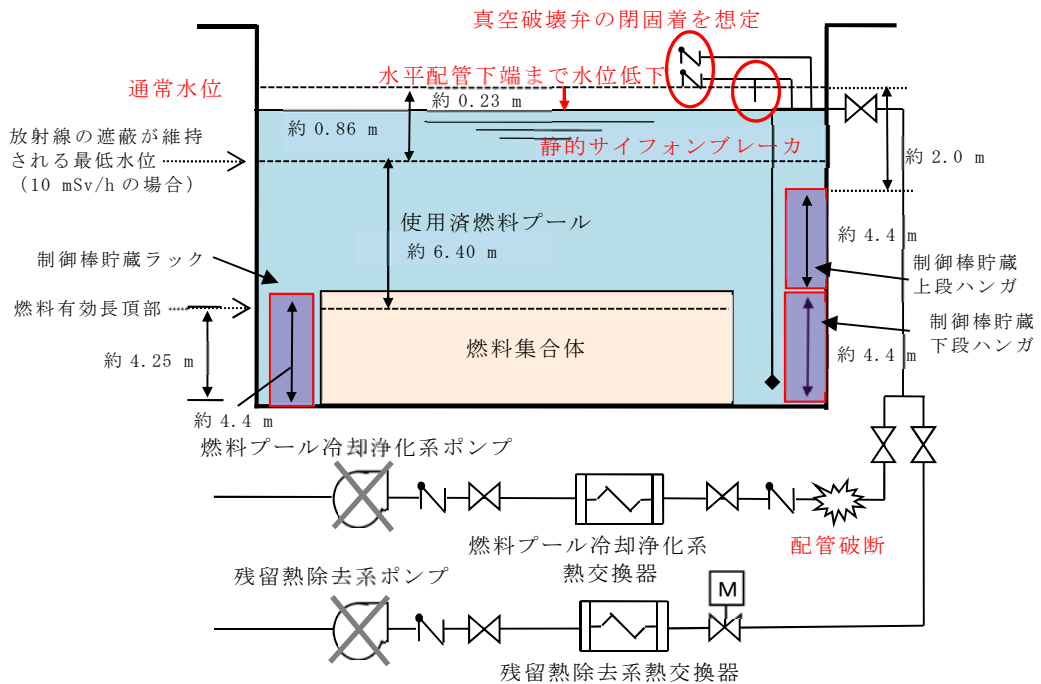 真空破壊弁の閉固着を想定
通常水位
水平配管下端まで水位低下
約 0.23 m
約 0.86 m
放射線の遮蔽が維持
される最低水位
（10 mSv/h の場合）
静的サイフォンブレーカ
約 2.0 m
使用済燃料プール
約 6.40 m
約 4.4 m
制御棒貯蔵ラック
制御棒貯蔵
上段ハンガ
燃料有効長頂部
制御棒貯蔵
下段ハンガ
燃料集合体
約 4.25 m
約 4.4 m
約 4.4 m
燃料プール冷却浄化系ポンプ
燃料プール冷却浄化系
熱交換器
配管破断
残留熱除去系ポンプ
M
残留熱除去系熱交換器